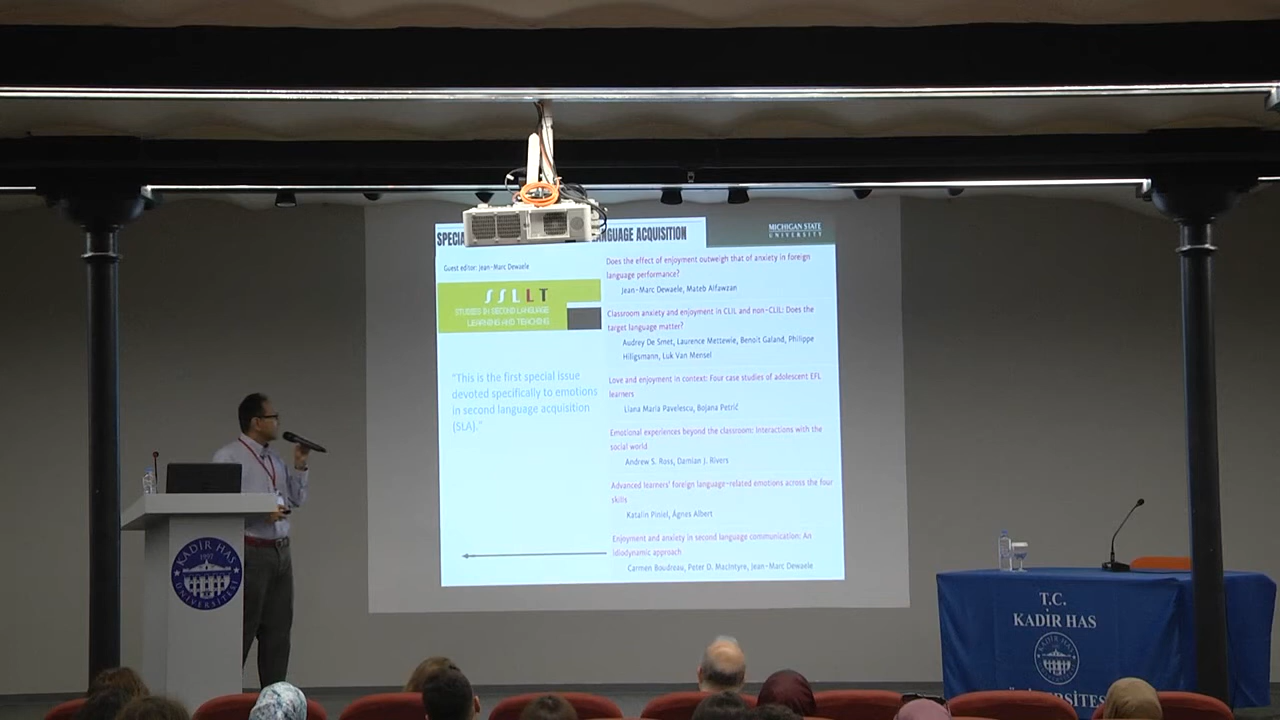 SPECIA
ANGUAGE ACQUISITION
MICHIGAN STATE
UNIVERSITY
Guest editor: Jean-Marc Dewaele
SSLLT
STUDIES IN SECOND LANGUAGE
LEARNING AND TEACHING
"This is the first special issue
devoted specifically to emotions
in second language acquisition
(SLA)."
Does the effect of enjoyment outweigh that of anxiety in foreign
language performance?
Jean-Marc Dewaele, Mateb Alfawzan
Classroom anxiety and enjoyment in CLIL and non-CLIL: Does the
target language matter?
Audrey De Smet, Laurence Mettewie, Benoit Galand, Philippe
Hiligsmann, Luk Van Mensel
Love and enjoyment in context: Four case studies of adolescent EFL
learners
Liana Maria Pavelescu, Bojana Petrić
Emotional experiences beyond the classroom: Interactions with the
social world
Andrew S. Ross, Damian J. Rivers
Advanced learners' foreign language-related emotions across the four
skills
Katalin Piniel, Ágnes Albert
Enjoyment and anxiety in second language communication: An
idiodynamic approach
Carmen Boudreau, Peter D. MacIntyre, Jean-Marc Dewaele
KADİR HAS
1997
ÜNİVERSİTESİ
T.C.
KADİR HAS
KADİR HAS
ÜNİVERSİTESİ